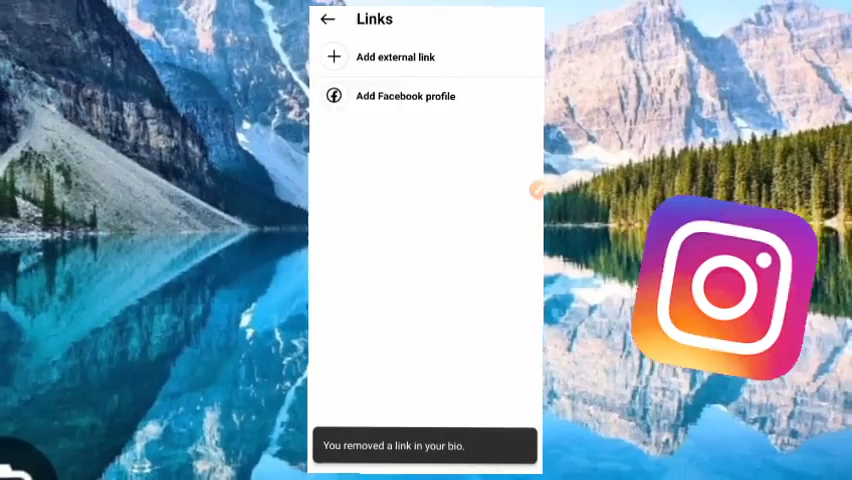 Links
Add external link
Add Facebook profile
You removed a link in your bio.